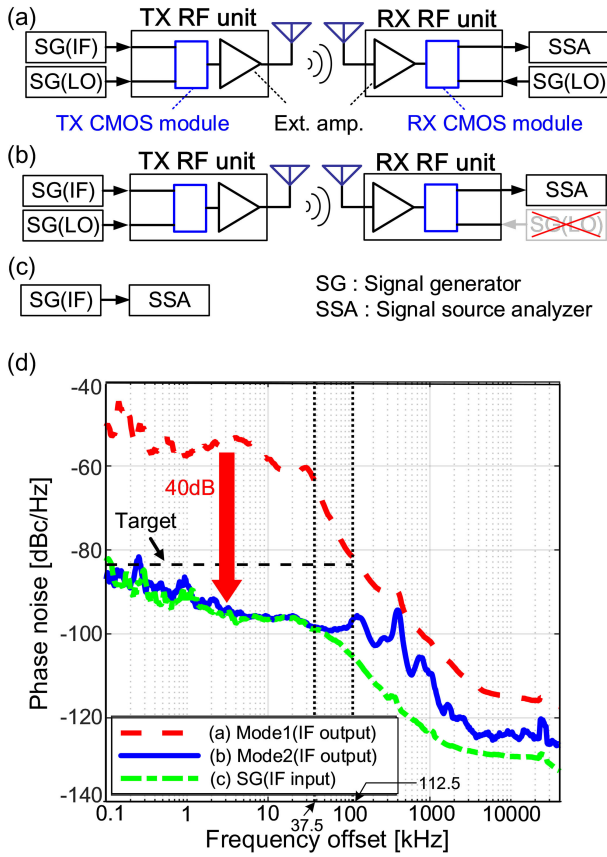 (a)
TX RF unit
RX RF unit
SG(IF)
SSA
SG(LO)
SG(LO)
TX CMOS module
Ext. amp.
RX CMOS module
(b)
TX RF unit
RX RF unit
SG(IF)
SSA
SG(LO)
SG(LO)
(c)
SG(IF)
SSA
SG : Signal generator
SSA : Signal source analyzer
(d)
Phase noise [dBc/Hz]
-40
-60
-80
-100
-120
-140
40dB
Target
(a) Mode1(IF output)
(b) Mode2(IF output)
(c) SG(IF input)
112.5
37.5
0.1
1
10
100
1000
10000
Frequency offset [kHz]